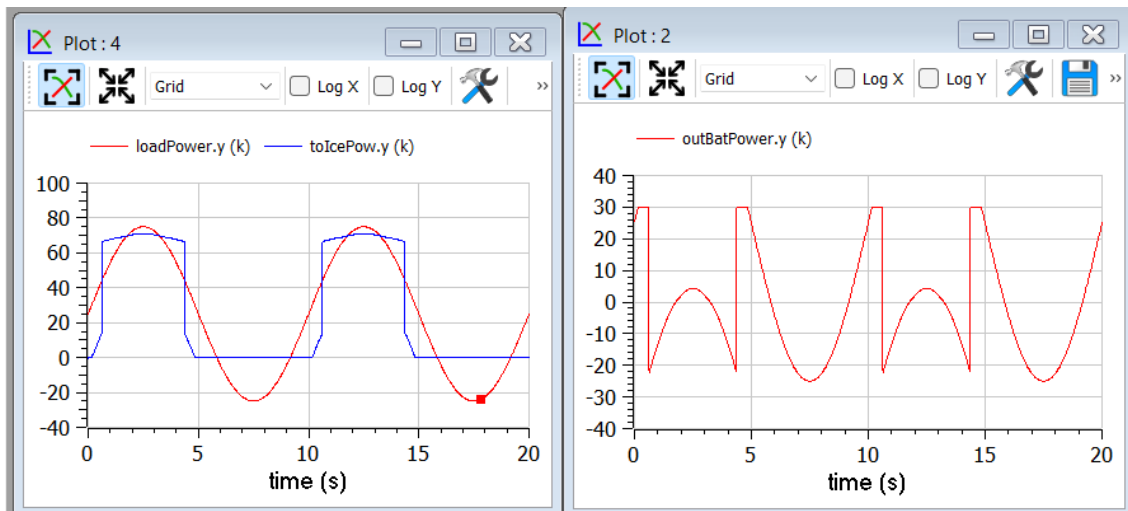 Plot : 4
Grid
Log X
Log Y
»
loadPower.y (k)
toIcePow.y (k)
100
80
60
40
20
0
-20
-40
0
5
10
15
20
time (s)
Plot : 2
Grid
Log X
Log Y
»
outBatPower.y (k)
40
30
20
10
0
-10
-20
-30
-40
0
5
10
15
20
time (s)